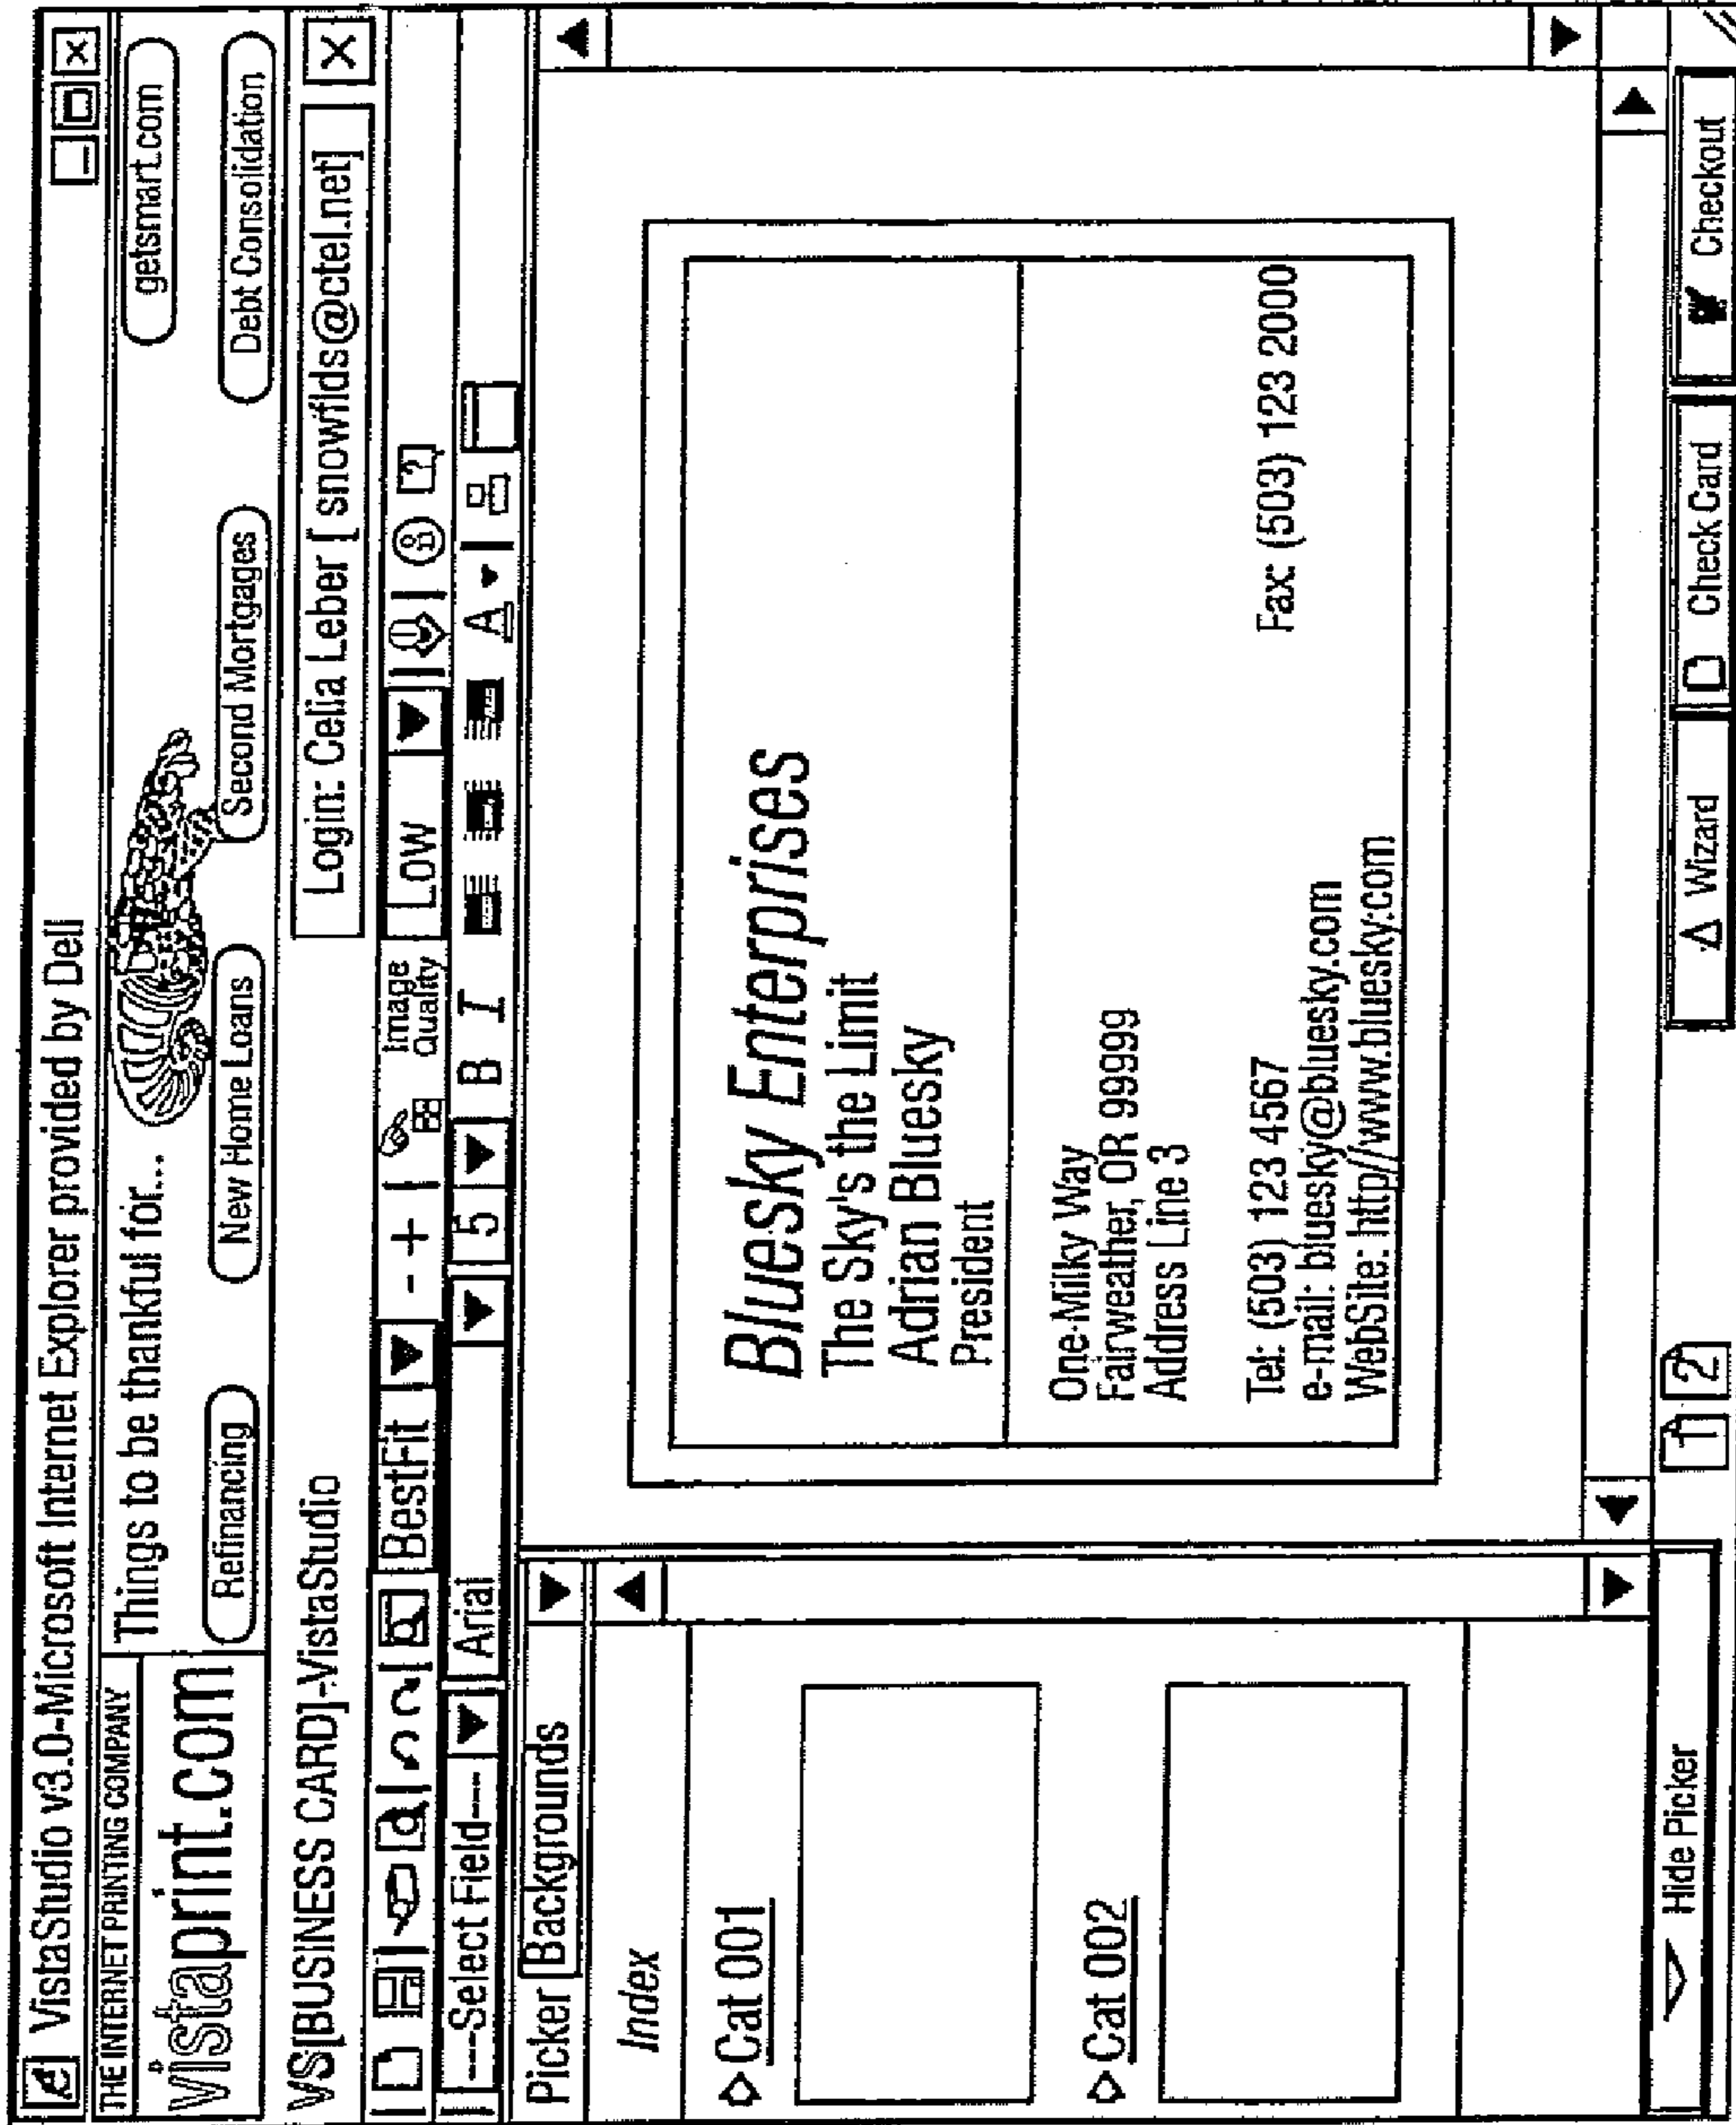 VistaStudio v3.0-Microsoft Internet Explorer provided by Dell
THE INTERNET PRINTING COMPANY
vistaprint.com
Things to be thankful for...
getsmart.com
Refinancing
New Home Loans
Second Mortgages
Debt Consolidation
VS[BUSINESS CARD]-VistaStudio
Login: Celia Leber [ snowflds@ctel.net]
BestFit
- +
Image
Quality
Low
----Select Field----
Arial
5
B I
A
Picker Backgrounds
Index
Cat 001
Cat 002
Hide Picker
Bluesky Enterprises
The Sky's the Limit
Adrian Bluesky
President
One Milky Way
Fairweather, OR 99999
Address Line 3
Tel: (503) 123 4567
Fax: (503) 123 2000
e-mail: bluesky@bluesky.com
WebSite: http//www.bluesky.com
1 2
Wizard
Check Card
Checkout